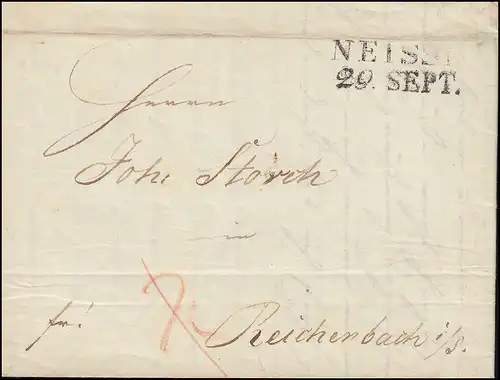 NEISSE
29. SEPT.
Herrn
Joh. Storch
in
fr.
Reichenbach i/S.